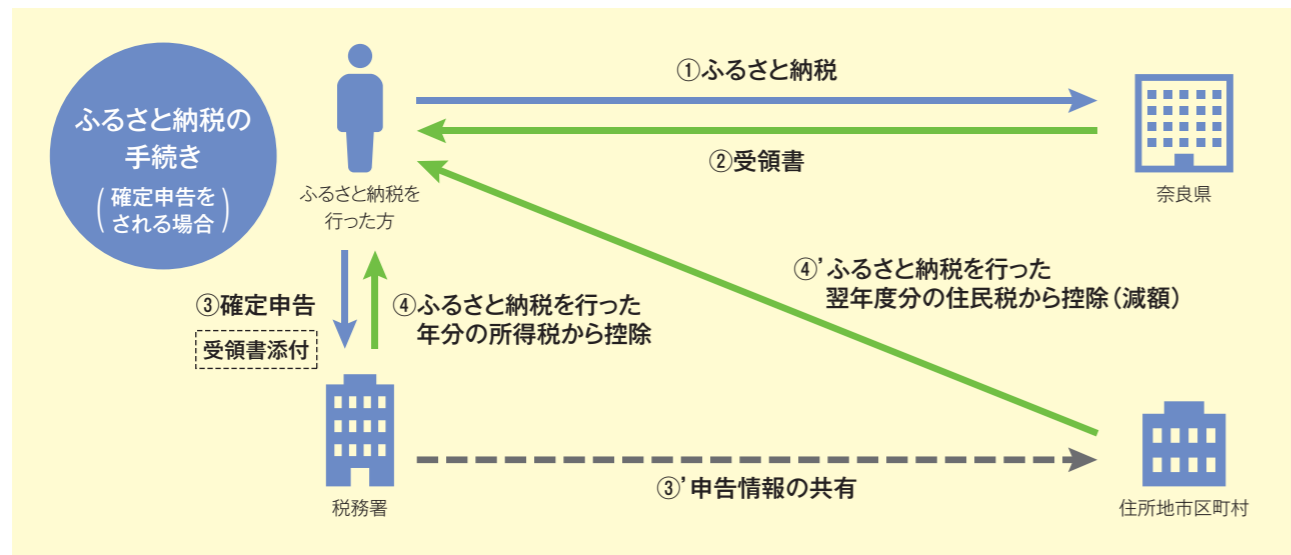 ふるさと納税の
手続き
(確定申告を
される場合)
ふるさと納税を
行った方
①ふるさと納税
②受領書
奈良県
③確定申告
受領書添付
④ふるさと納税を行った
年分の所得税から控除
④’ふるさと納税を行った
翌年度分の住民税から控除(減額)
税務署
③’申告情報の共有
住所地市区町村